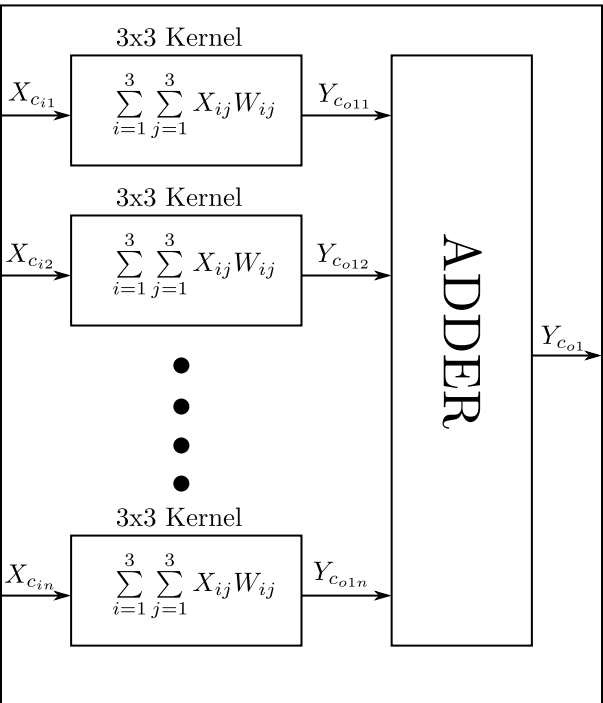 3x3 Kernel
$X_{c_{i1}}$
$\sum_{i=1}^{3} \sum_{j=1}^{3} X_{ij} W_{ij}$
$Y_{c_{o11}}$
3x3 Kernel
$X_{c_{i2}}$
$\sum_{i=1}^{3} \sum_{j=1}^{3} X_{ij} W_{ij}$
$Y_{c_{o12}}$
ADDER
$Y_{c_{o1}}$
3x3 Kernel
$X_{c_{in}}$
$\sum_{i=1}^{3} \sum_{j=1}^{3} X_{ij} W_{ij}$
$Y_{c_{o1n}}$